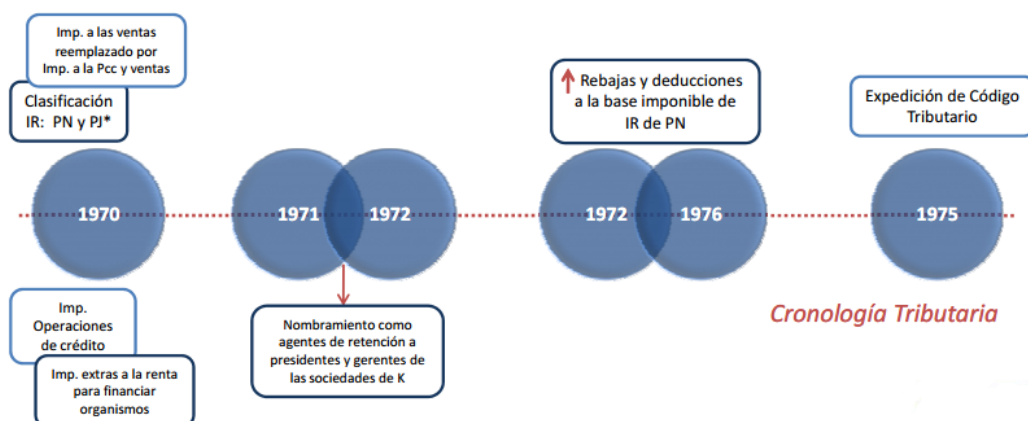 Imp. a las ventas
reemplazado por
Imp. a la Pcc y ventas
Clasificación
IR: PN y PJ*
1970
Imp.
Operaciones
de crédito
Imp. extras a la renta
para financiar
organismos
1971
1972
Nombramiento como
agentes de retención a
presidentes y gerentes de
las sociedades de K
Rebajas y deducciones
a la base imponible de
IR de PN
1972
1976
Expedición de Código
Tributario
1975
Cronología Tributaria